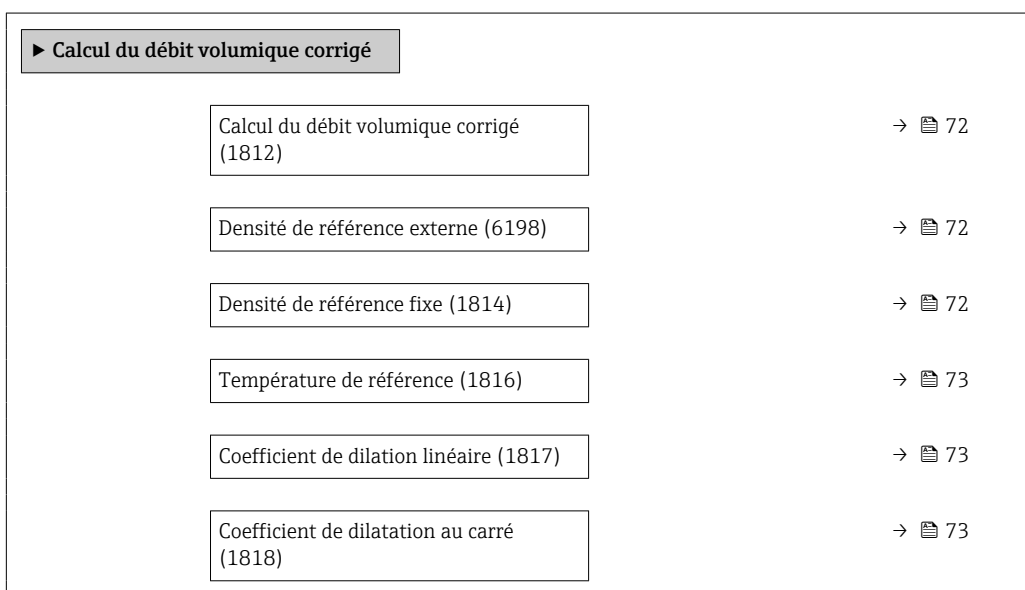 ▶ Calcul du débit volumique corrigé
Calcul du débit volumique corrigé
(1812)
→ 72
Densité de référence externe (6198)
→ 72
Densité de référence fixe (1814)
→ 72
Température de référence (1816)
→ 73
Coefficient de dilation linéaire (1817)
→ 73
Coefficient de dilatation au carré
(1818)
→ 73